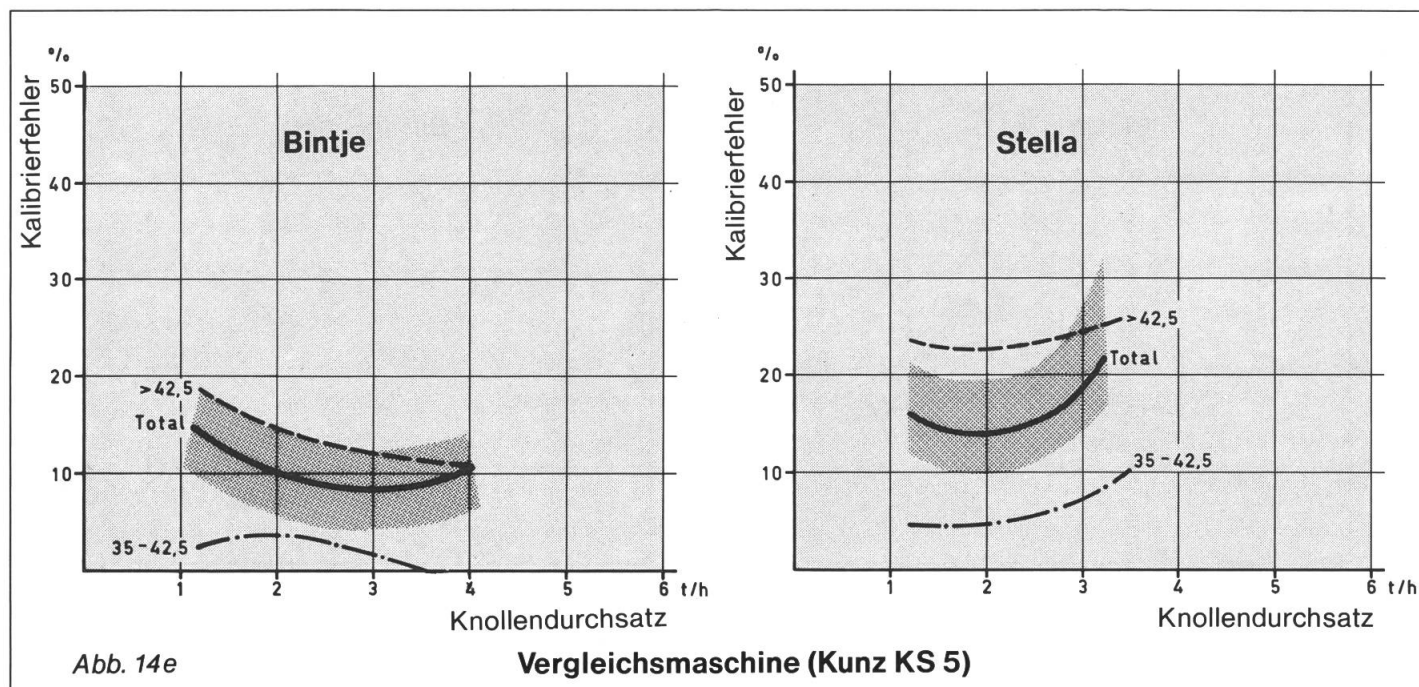 %
50
40
30
20
10
Kalibrierfehler
Bintje
>42,5
Total
35-42,5
1 2 3 4 5 6 t/h
Knollendurchsatz
%
50
40
30
20
10
Kalibrierfehler
Stella
>42,5
Total
35-42,5
1 2 3 4 5 6 t/h
Knollendurchsatz
Abb. 14e
Vergleichsmaschine (Kunz KS 5)